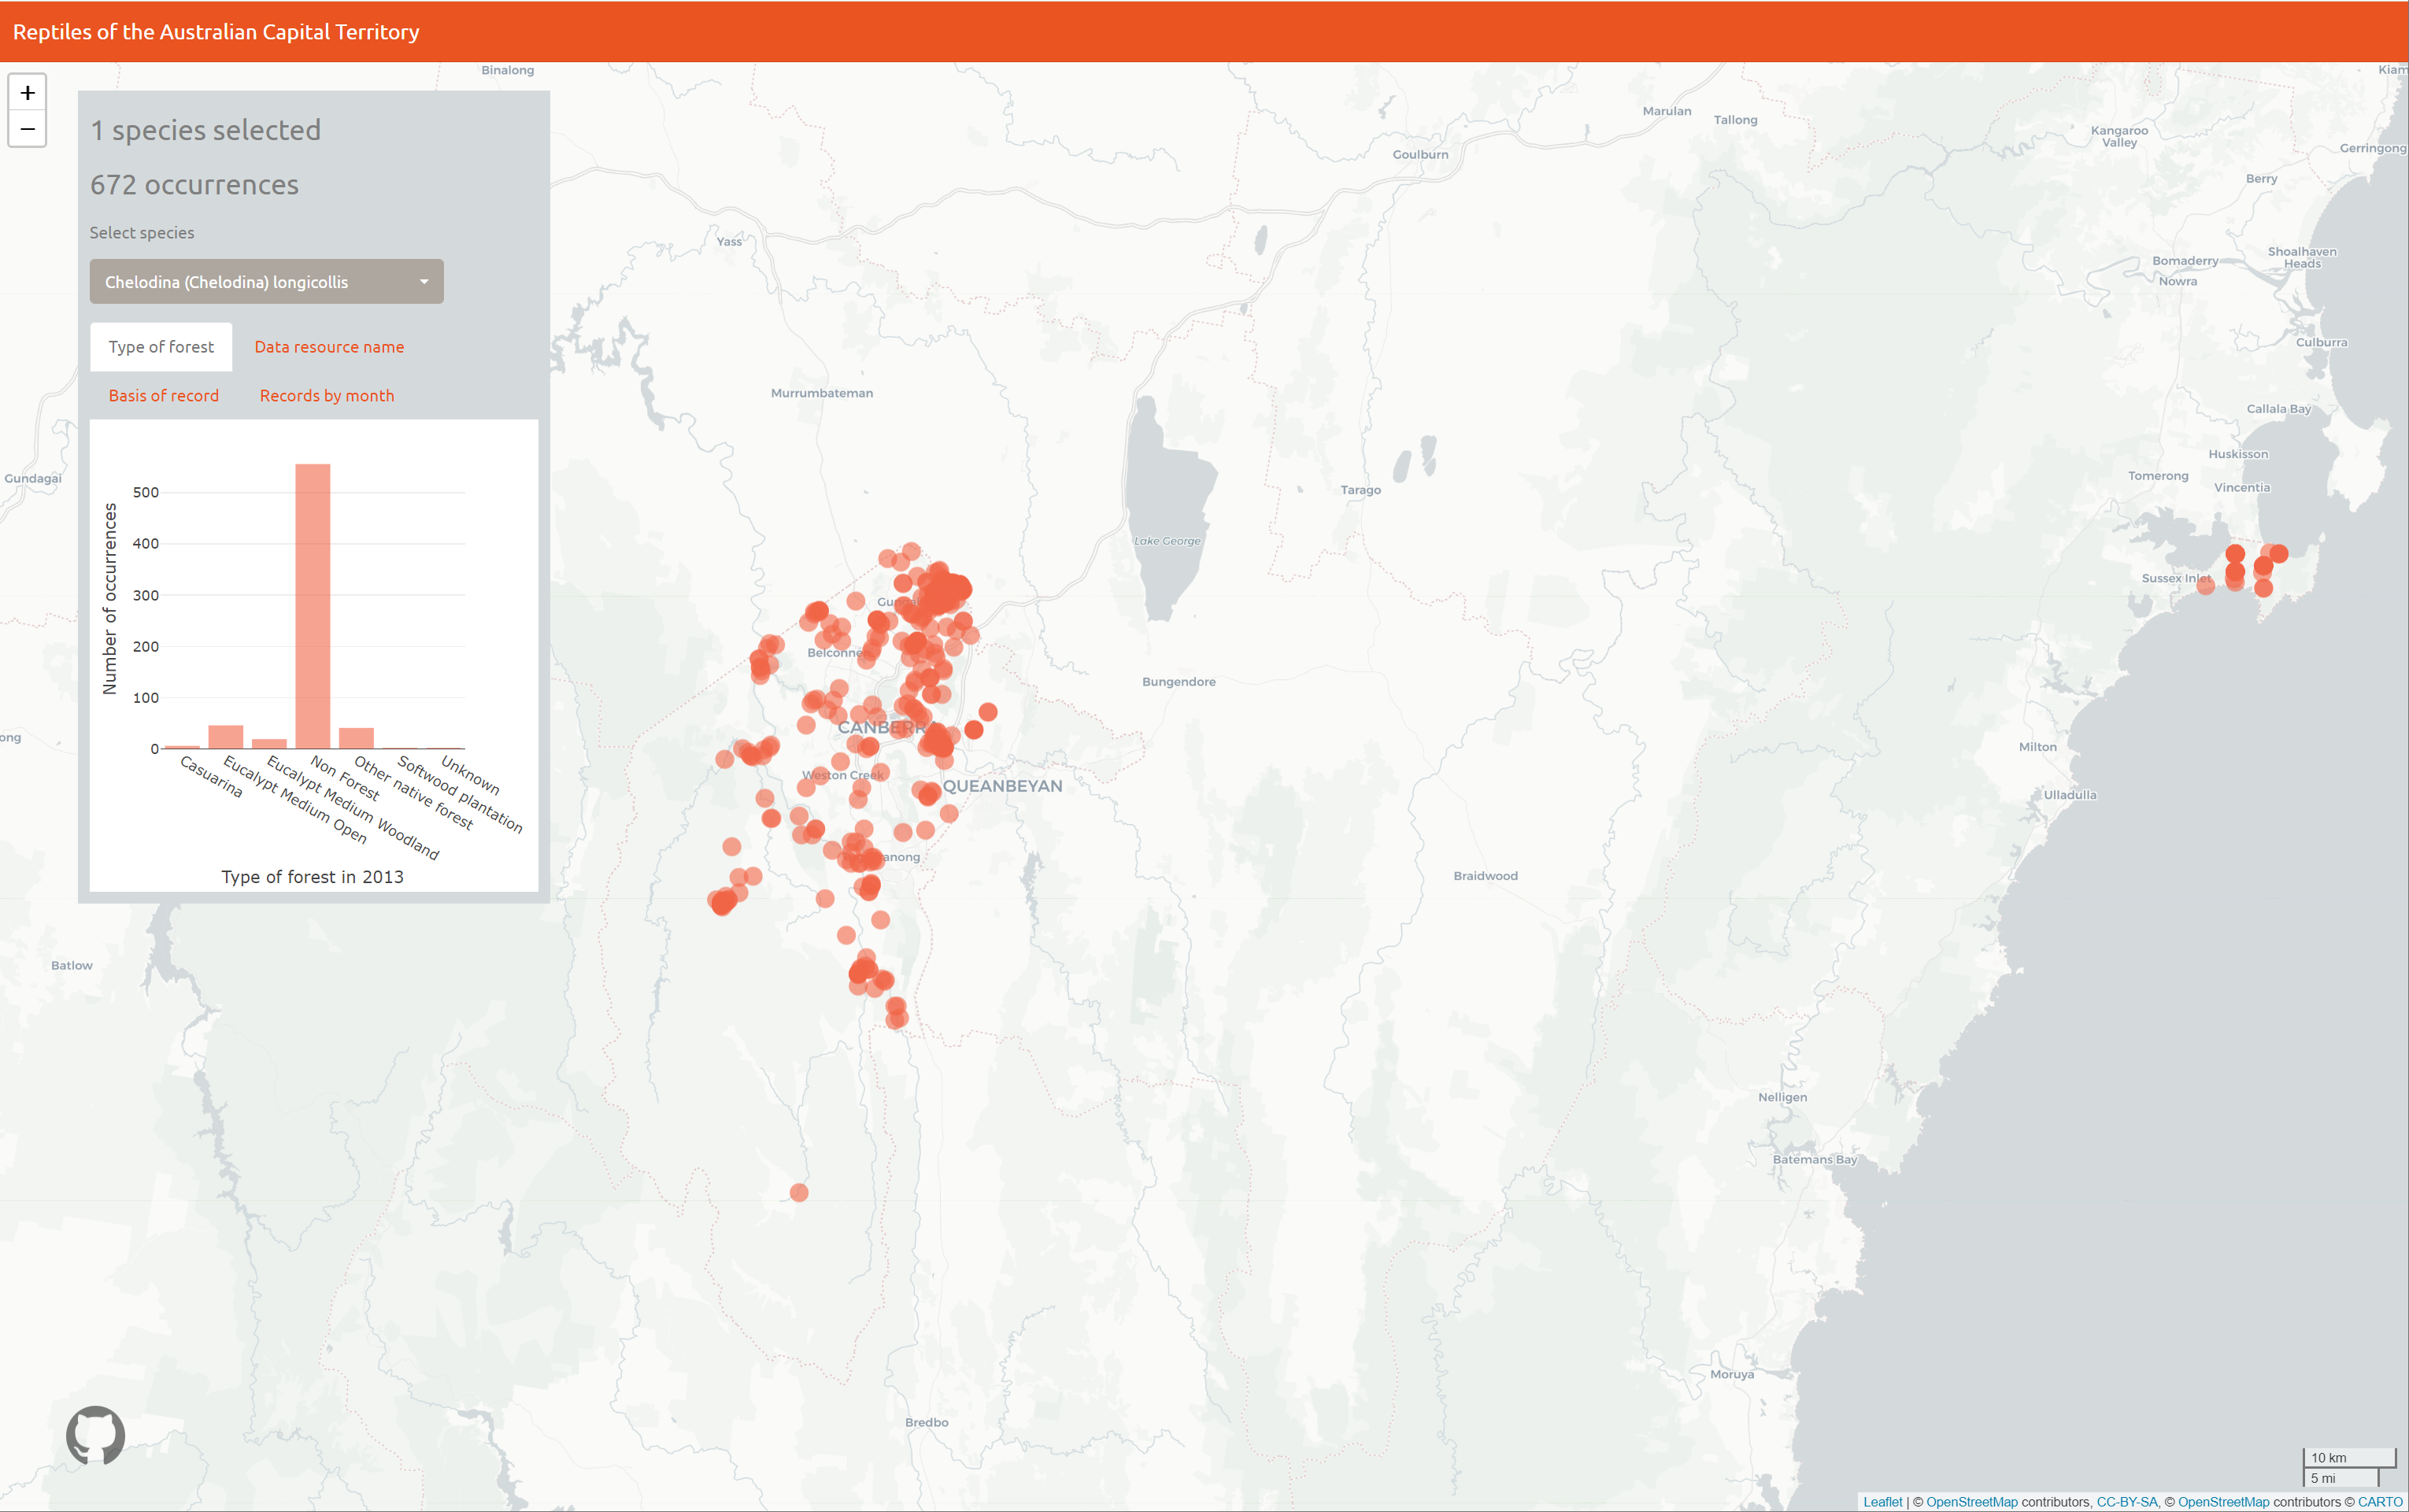 Reptiles of the Australian Capital Territory
+
−
1 species selected
672 occurrences
Select species
Chelodina (Chelodina) longicollis
Type of forest
Data resource name
Basis of record
Records by month
Number of occurrences
500
400
300
200
100
0
Casuarina
Eucalypt Medium Open
Eucalypt Medium Woodland
Non Forest
Other native forest
Softwood plantation
Unknown
Type of forest in 2013
Binalong
Kiam
Marulan
Tallong
Kangaroo
Valley
Gerringong
Goulburn
Berry
Yass
Shoalhaven
Heads
Bomaderry
Nowra
Culburra
Murrumbateman
Callala Bay
Huskisson
Gundagai
Tomerong
Vincentia
Tarago
Lake George
Sussex Inlet
Belconne
Bungendore
CANBERR
ong
Milton
Weston Creek
QUEANBEYAN
Ulladulla
anong
Braidwood
Batlow
Nelligen
Batemans Bay
Moruya
Bredbo
10 km
5 mi
Leaflet | © OpenStreetMap contributors, CC-BY-SA, © OpenStreetMap contributors © CARTO